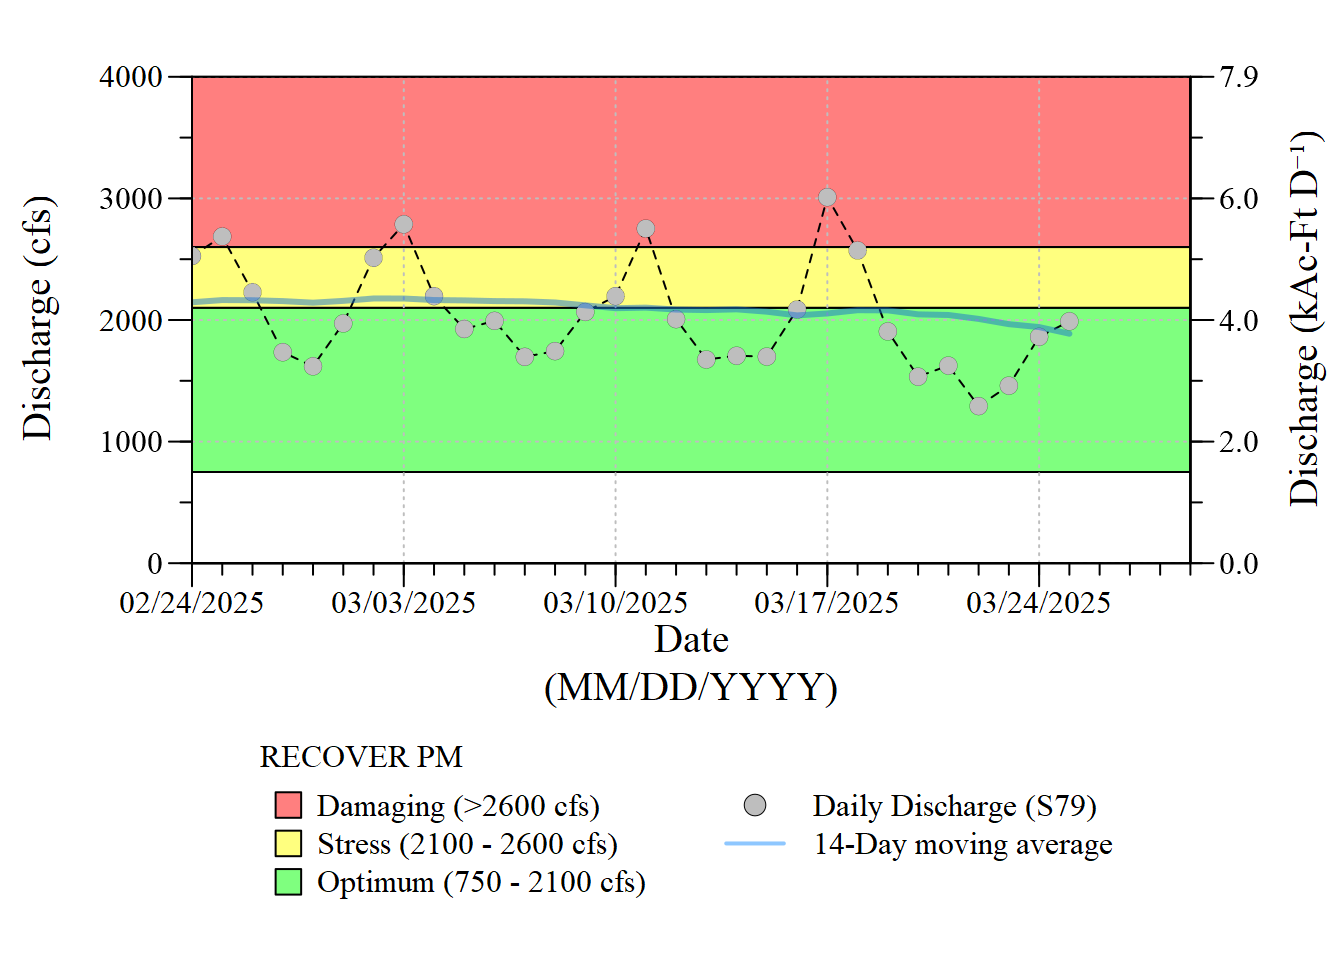 4000
3000
2000
1000
0
Discharge (cfs)
7.9
6.0
4.0
2.0
0.0
Discharge (kAc-Ft D⁻¹)
02/24/2025 03/03/2025 03/10/2025 03/17/2025 03/24/2025
Date
(MM/DD/YYYY)
RECOVER PM
Damaging (>2600 cfs)
Stress (2100 - 2600 cfs)
Optimum (750 - 2100 cfs)
Daily Discharge (S79)
14-Day moving average